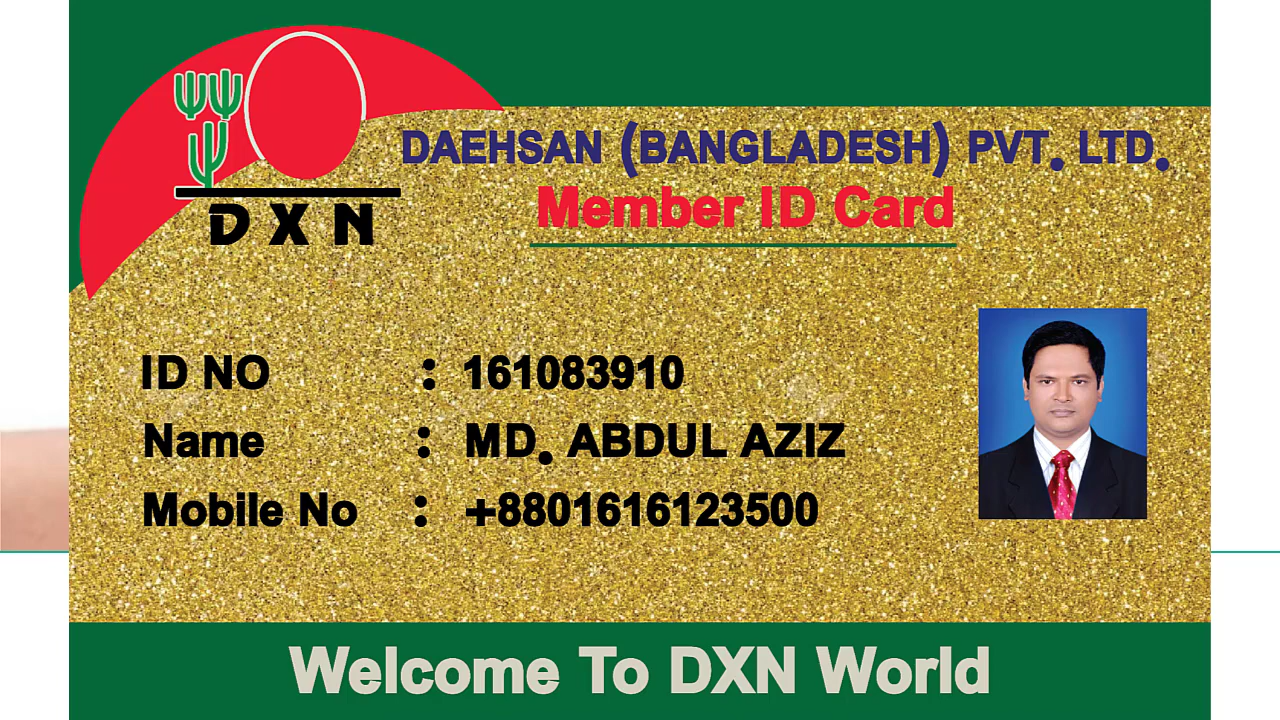 DAEHSAN (BANGLADESH) PVT. LTD.
Member ID Card
DXN
ID NO : 161083910
Name : MD. ABDUL AZIZ
Mobile No : +8801616123500
Welcome To DXN World